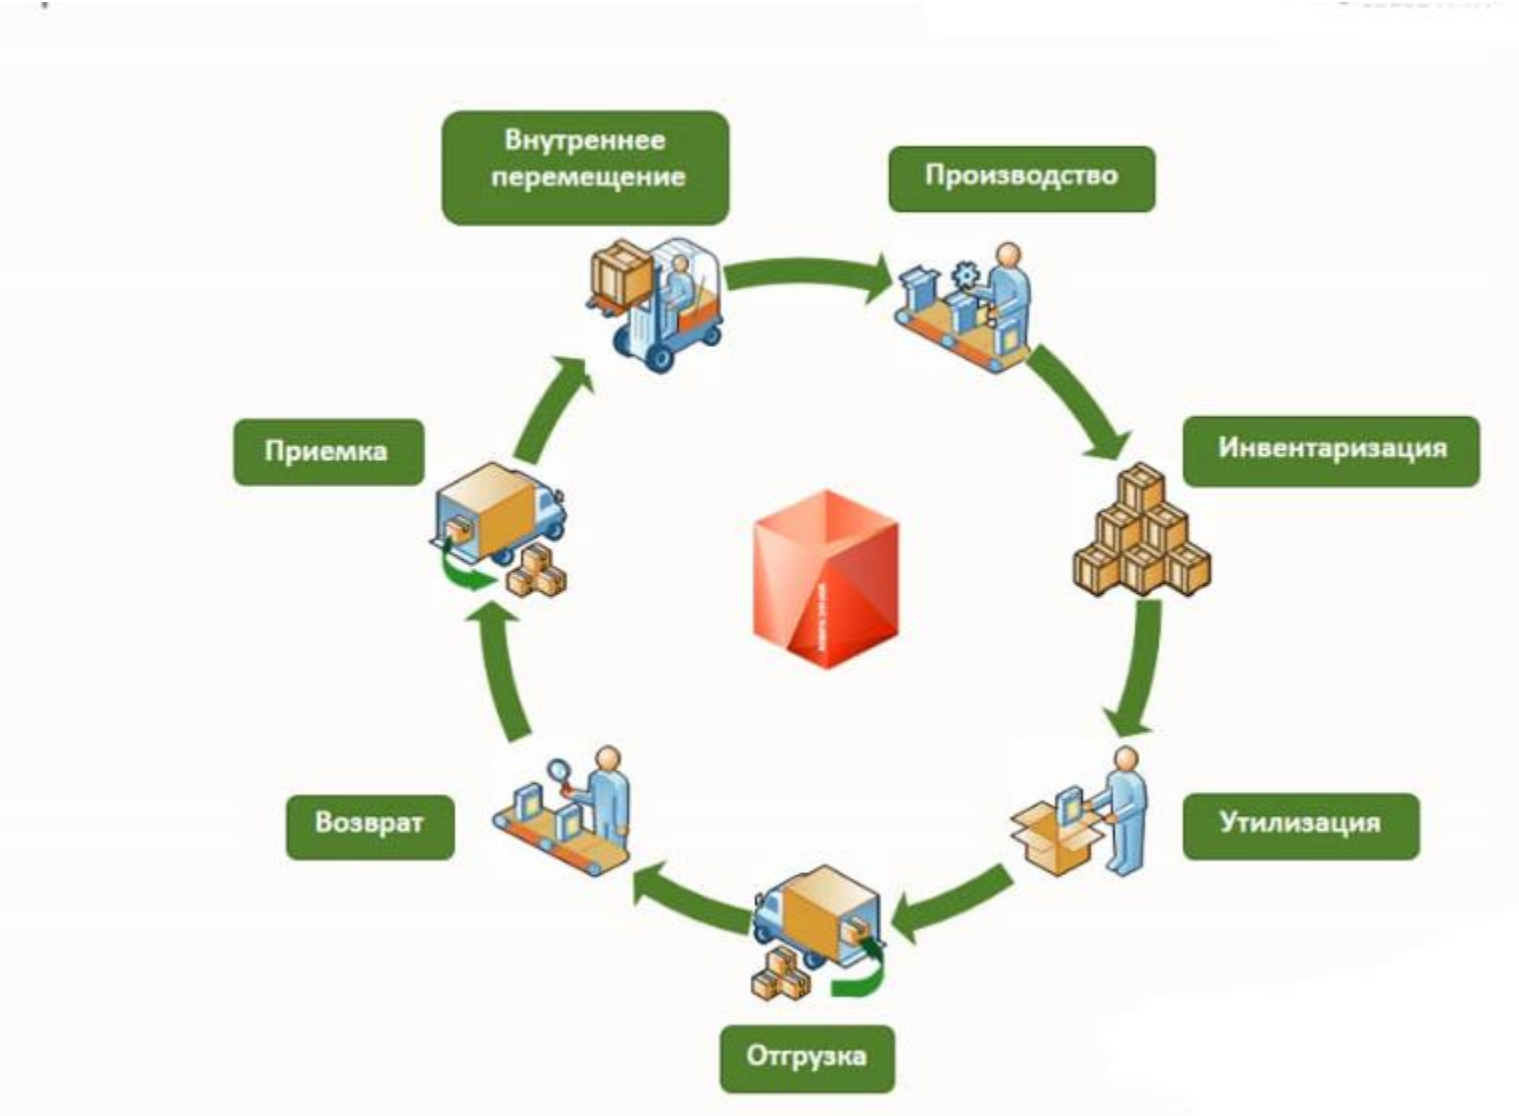 Внутреннее
перемещение
Производство
Приемка
Инвентаризация
Возврат
Утилизация
Отгрузка